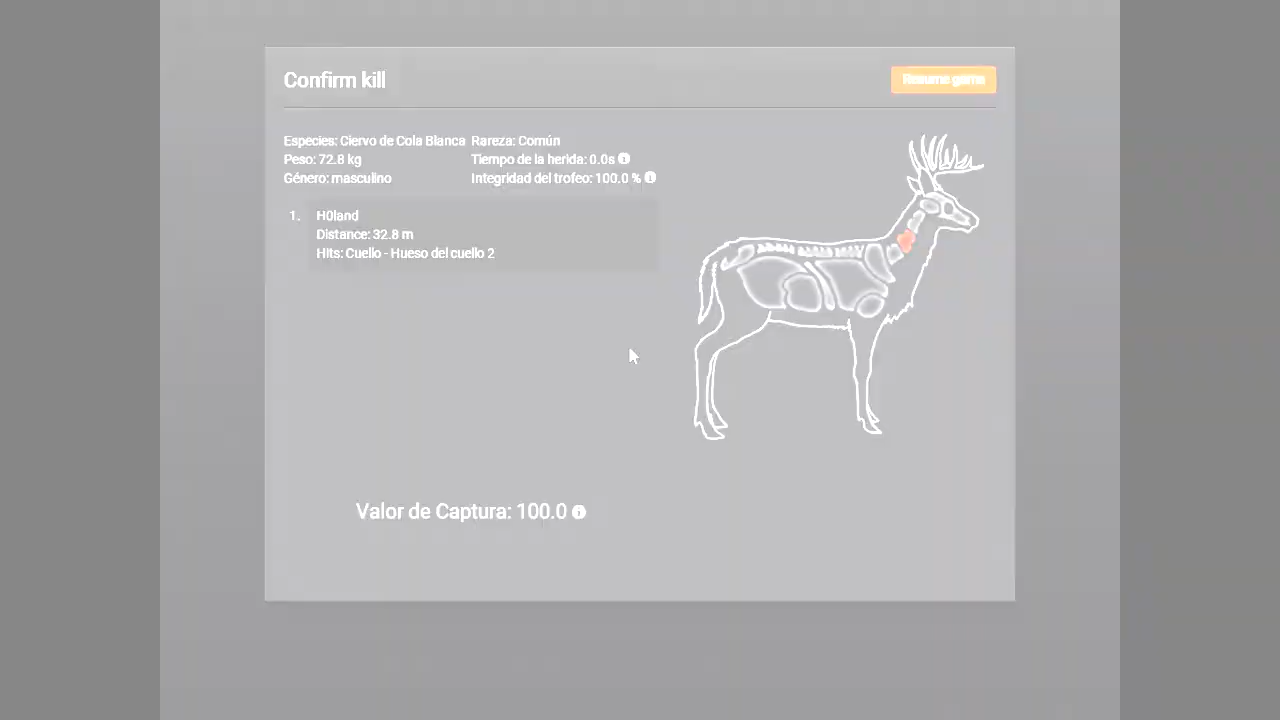 Confirm kill
Resume game
Especies: Ciervo de Cola Blanca
Rareza: Común
Peso: 72.8 kg
Tiempo de la herida: 0.0s
Género: masculino
Integridad del trofeo: 100.0 %
1. H0land
Distance: 32.8 m
Hits: Cuello - Hueso del cuello 2
Valor de Captura: 100.0